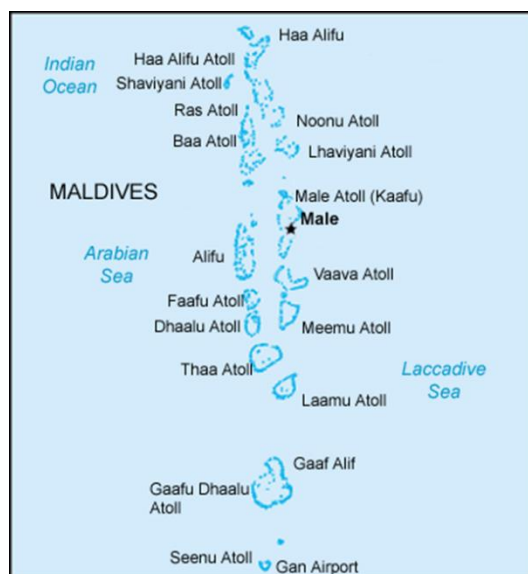 Haa Alifu
Indian
Ocean
Haa Alifu Atoll
Shaviyani Atoll
Ras Atoll
Noonu Atoll
Baa Atoll
Lhaviyani Atoll
MALDIVES
Male Atoll (Kaafu)
Male
Arabian
Sea
Alifu
Vaava Atoll
Faafu Atoll
Dhaalu Atoll
Meemu Atoll
Thaa Atoll
Laccadive
Sea
Laamu Atoll
Gaaf Alif
Gaafu Dhaalu
Atoll
Seenu Atoll
Gan Airport